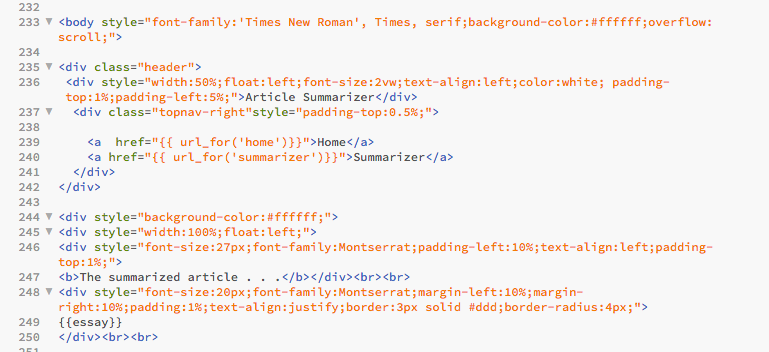 232
233 <body style="font-family:'Times New Roman', Times, serif;background-color:#ffffff;overflow:
scroll;">
234
235 <div class="header">
236 <div style="width:50%;float:left;font-size:2vw;text-align:left;color:white; padding-
top:1%;padding-left:5%;">Article Summarizer</div>
237 <div class="topnav-right"style="padding-top:0.5%;">
238
239 <a  href="{{ url_for('home')}}">Home</a>
240 <a href="{{ url_for('summarizer')}}">Summarizer</a>
241 </div>
242 </div>
243
244 <div style="background-color:#ffffff;">
245 <div style="width:100%;float:left;">
246 <div style="font-size:27px;font-family:Montserrat;padding-left:10%;text-align:left;padding-
top:1%;">
247 <b>The summarized article . . .</b></div><br><br>
248 <div style="font-size:20px;font-family:Montserrat;margin-left:10%;margin-
right:10%;padding:1%;text-align:justify;border:3px solid #ddd;border-radius:4px;">
249 {{essay}}
250 </div><br><br>